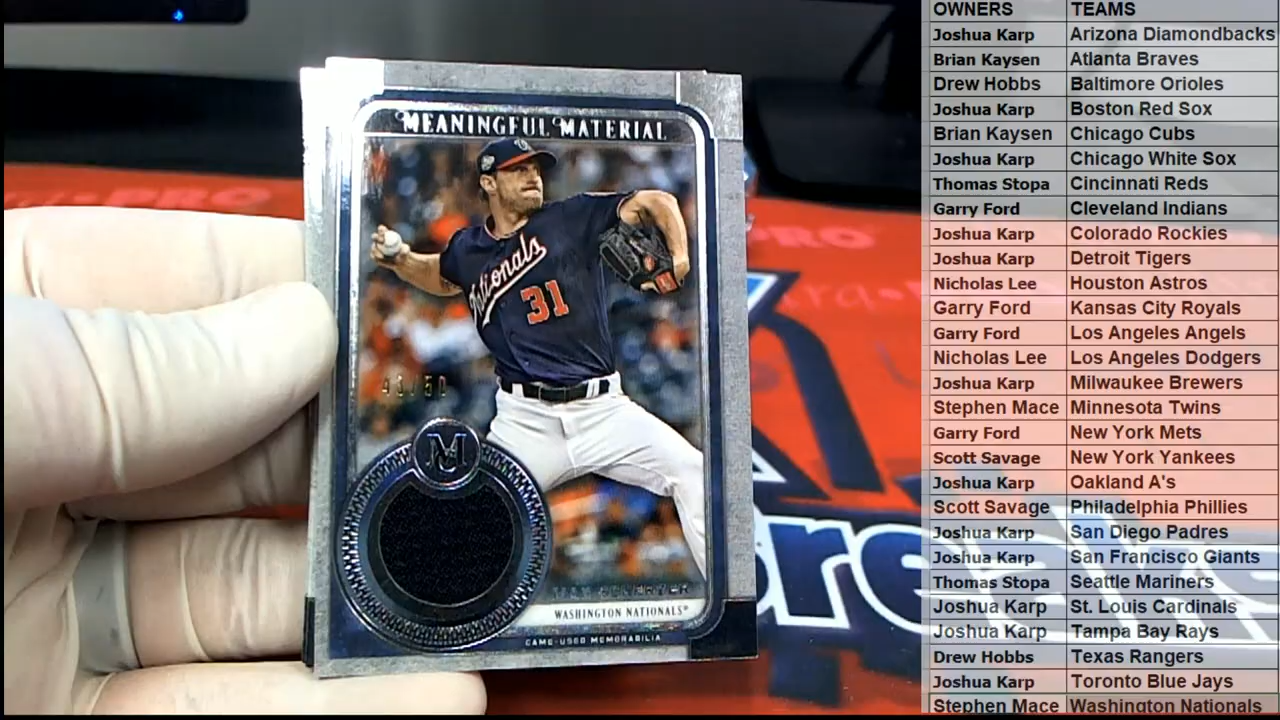 MEANINGFUL MATERIAL
Nationals
31
43/50
M
MAX SCHERZER
WASHINGTON NATIONALS®
GAME-USED MEMORABILIA
PRO
OWNERS TEAMS
Joshua Karp Arizona Diamondbacks
Brian Kaysen Atlanta Braves
Drew Hobbs Baltimore Orioles
Joshua Karp Boston Red Sox
Brian Kaysen Chicago Cubs
Joshua Karp Chicago White Sox
Thomas Stopa Cincinnati Reds
Garry Ford Cleveland Indians
Joshua Karp Colorado Rockies
Joshua Karp Detroit Tigers
Nicholas Lee Houston Astros
Garry Ford Kansas City Royals
Garry Ford Los Angeles Angels
Nicholas Lee Los Angeles Dodgers
Joshua Karp Milwaukee Brewers
Stephen Mace Minnesota Twins
Garry Ford New York Mets
Scott Savage New York Yankees
Joshua Karp Oakland A's
Scott Savage Philadelphia Phillies
Joshua Karp San Diego Padres
Joshua Karp San Francisco Giants
Thomas Stopa Seattle Mariners
Joshua Karp St. Louis Cardinals
Joshua Karp Tampa Bay Rays
Drew Hobbs Texas Rangers
Joshua Karp Toronto Blue Jays
Stephen Mace Washington Nationals